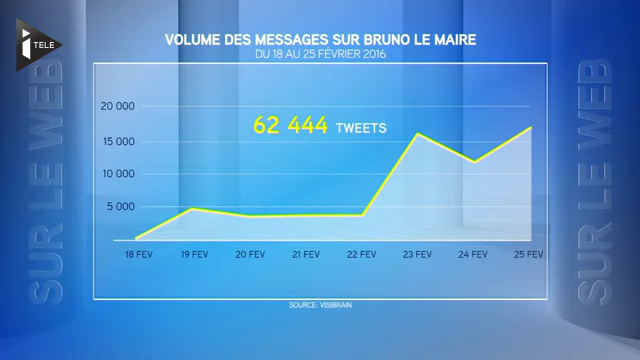 i TELE
VOLUME DES MESSAGES SUR BRUNO LE MAIRE
DU 18 AU 25 FÉVRIER 2016
SUR LE WEB
62 444 TWEETS
20 000
15 000
10 000
5 000
18 FEV 19 FEV 20 FEV 21 FEV 22 FEV 23 FEV 24 FEV 25 FEV
SOURCE: VISIBRAIN
SUR LE WEB